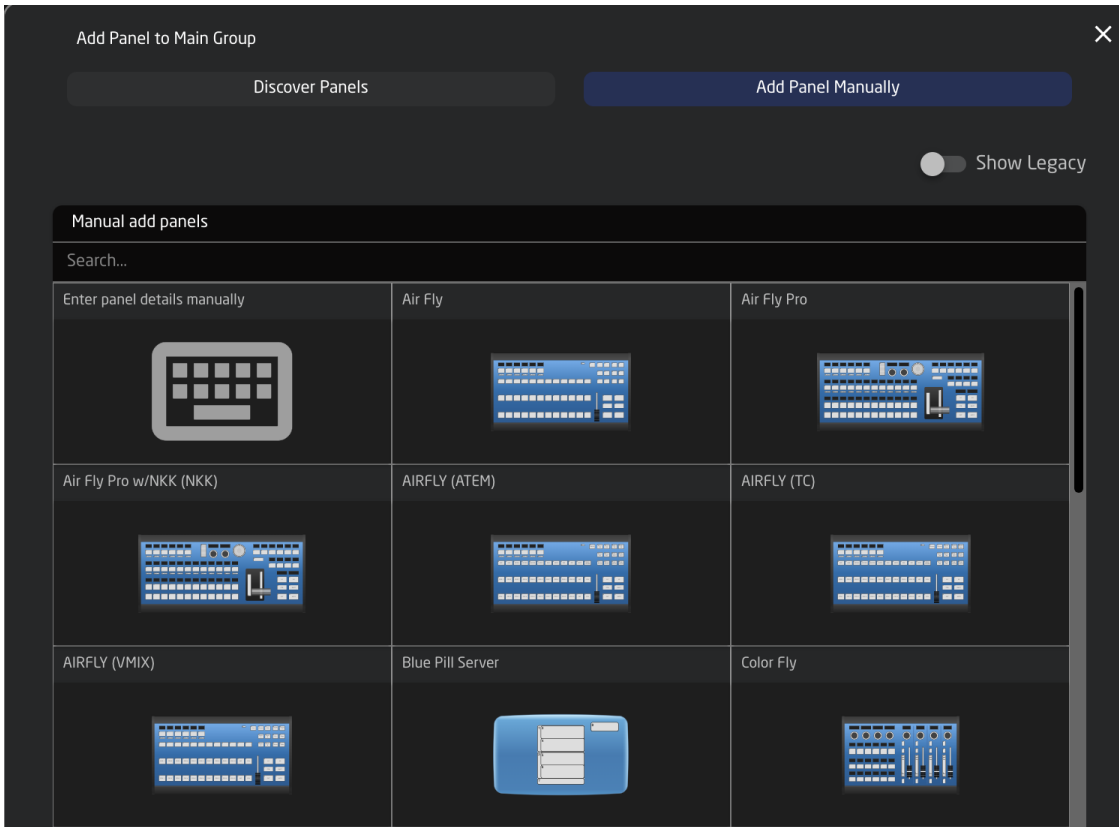 Add Panel to Main Group
Discover Panels
Add Panel Manually
Show Legacy
Manual add panels
Search...
Enter panel details manually
Air Fly
Air Fly Pro
Air Fly Pro w/NKK (NKK)
AIRFLY (ATEM)
AIRFLY (TC)
AIRFLY (VMIX)
Blue Pill Server
Color Fly